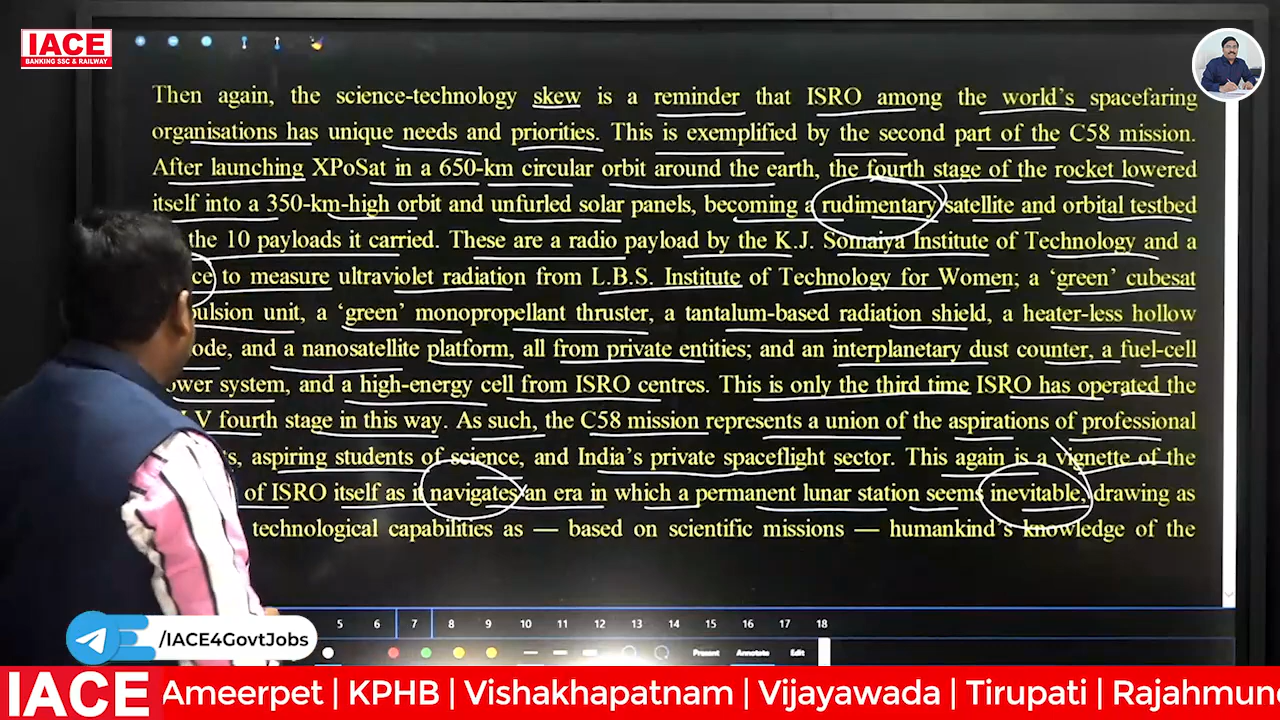 IACE
BANKING SSC & RAILWAY
Then again, the science-technology skew is a reminder that ISRO among the world's spacefaring
organisations has unique needs and priorities. This is exemplified by the second part of the C58 mission.
After launching XPoSat in a 650-km circular orbit around the earth, the fourth stage of the rocket lowered
itself into a 350-km-high orbit and unfurled solar panels, becoming a rudimentary satellite and orbital testbed
the 10 payloads it carried. These are a radio payload by the K.J. Somaiya Institute of Technology and a
ce to measure ultraviolet radiation from L.B.S. Institute of Technology for Women; a ‘green’ cubesat
pulsion unit, a ‘green’ monopropellant thruster, a tantalum-based radiation shield, a heater-less hollow
ode, and a nanosatellite platform, all from private entities; and an interplanetary dust counter, a fuel-cell
ower system, and a high-energy cell from ISRO centres. This is only the third time ISRO has operated the
V fourth stage in this way. As such, the C58 mission represents a union of the aspirations of professional
s, aspiring students of science, and India's private spaceflight sector. This again is a vignette of the
of ISRO itself as it navigates an era in which a permanent lunar station seems inevitable, drawing as
technological capabilities as — based on scientific missions — humankind's knowledge of the
5 6 7 8 9 10 11 12 13 14 15 16 17 18
Present Annotate Edit
/IACE4GovtJobs
IACE Ameerpet | KPHB | Vishakhapatnam | Vijayawada | Tirupati | Rajahmun